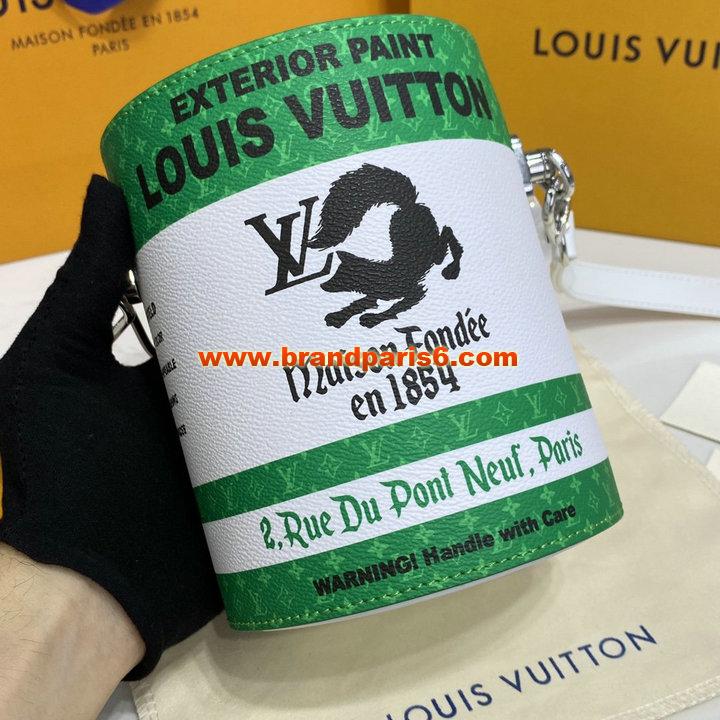 MAISON FONDÉE EN 1854
PARIS
LOUIS VUITTON
EXTERIOR PAINT
LOUIS VUITTON
LV
www.brandparis6.com
Maison Fondée
en 1854
2, Rue Du Pont Neuf, Paris
WARNING! Handle with Care
LOUIS VUITTON